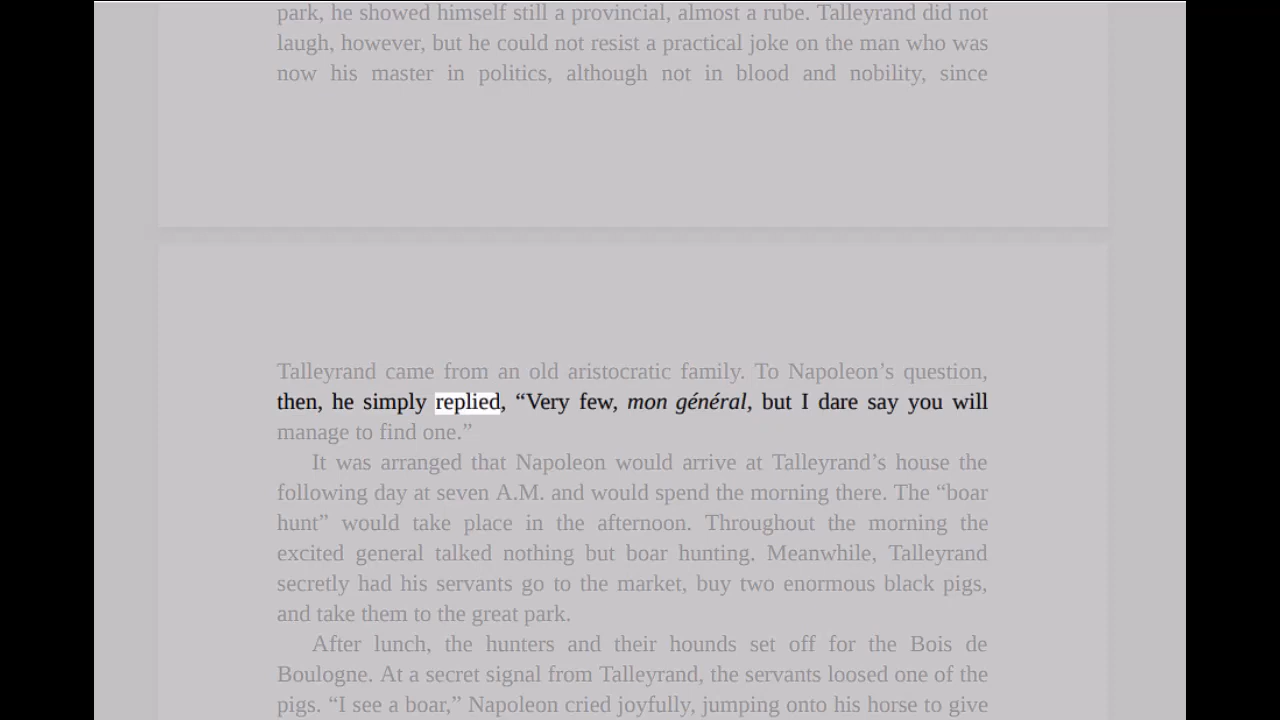 park, he showed himself still a provincial, almost a rube. Talleyrand did not
laugh, however, but he could not resist a practical joke on the man who was
now his master in politics, although not in blood and nobility, since
Talleyrand came from an old aristocratic family. To Napoleon’s question,
then, he simply replied, “Very few, mon général, but I dare say you will
manage to find one.”
It was arranged that Napoleon would arrive at Talleyrand’s house the
following day at seven A.M. and would spend the morning there. The “boar
hunt” would take place in the afternoon. Throughout the morning the
excited general talked nothing but boar hunting. Meanwhile, Talleyrand
secretly had his servants go to the market, buy two enormous black pigs,
and take them to the great park.
After lunch, the hunters and their hounds set off for the Bois de
Boulogne. At a secret signal from Talleyrand, the servants loosed one of the
pigs. “I see a boar,” Napoleon cried joyfully, jumping onto his horse to give